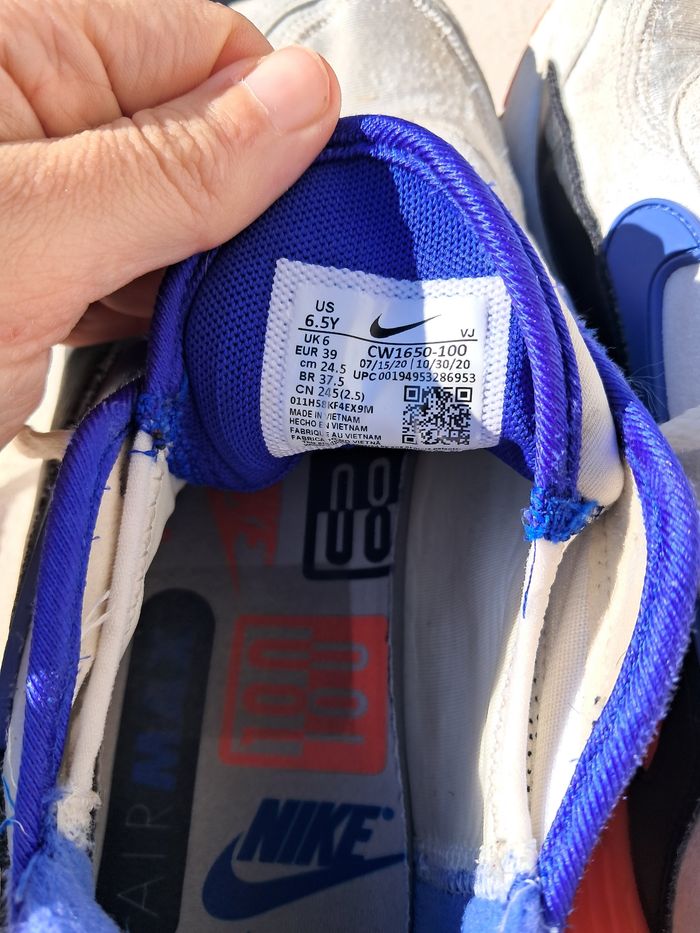 US
6.5Y
VJ
UK 6
EUR 39
cm 24.5
BR 37.5
CN 245(2.5)
CW1650-100
07/15/20 | 10/30/20
UPC 00194953286953
011H58KF4EX9M
MADE IN VIETNAM
HECHO EN VIETNAM
FABRIQUÉ AU VIETNAM
AIR MAX
NIKE